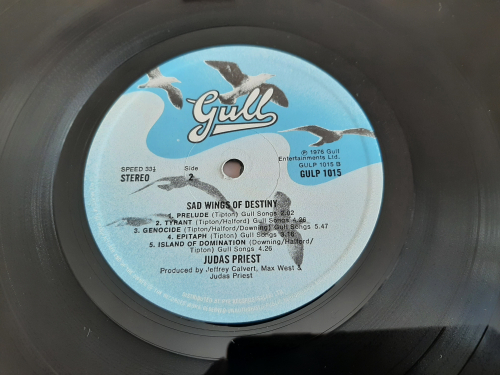 Gull
SPEED 33⅓
STEREO
Side
2
℗ 1976 Gull
Entertainments Ltd.
GULP 1015 B
GULP 1015
SAD WINGS OF DESTINY
1. PRELUDE (Tipton) Gull Songs 2.02
2. TYRANT (Tipton/Halford) Gull Songs 4.26
3. GENOCIDE (Tipton/Halford/Downing) Gull Songs 5.47
4. EPITAPH (Tipton) Gull Songs 3.16
5. ISLAND OF DOMINATION (Downing/Halford/
Tipton) Gull Songs 4.26
JUDAS PRIEST
Produced by Jeffrey Calvert, Max West &
Judas Priest